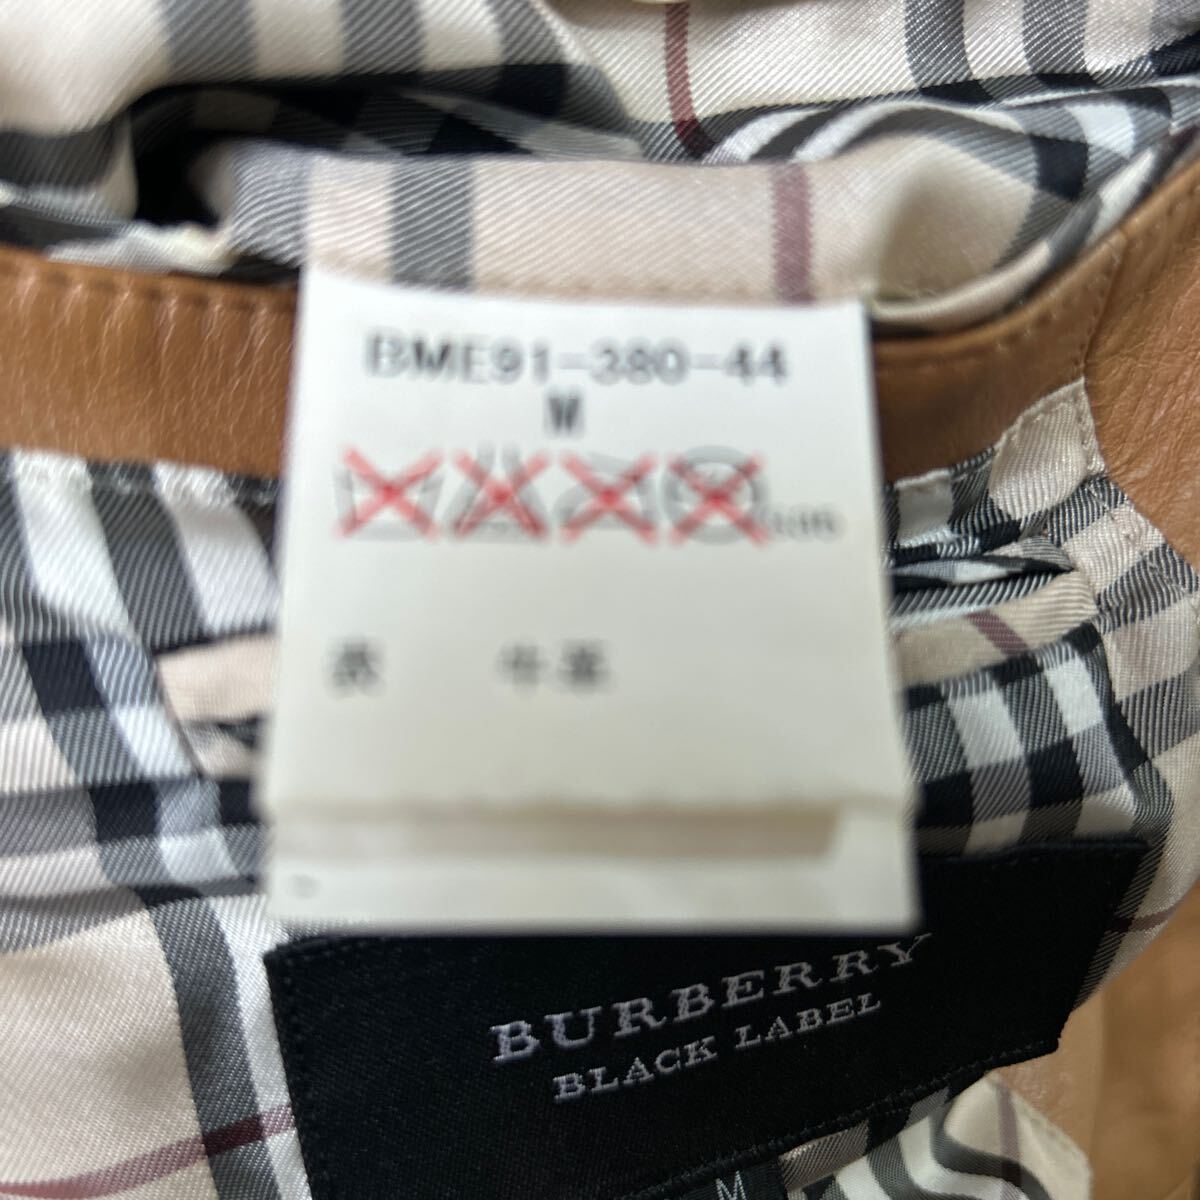 BME91-380-44
M
表 牛革
BURBERRY
BLACK LABEL
M